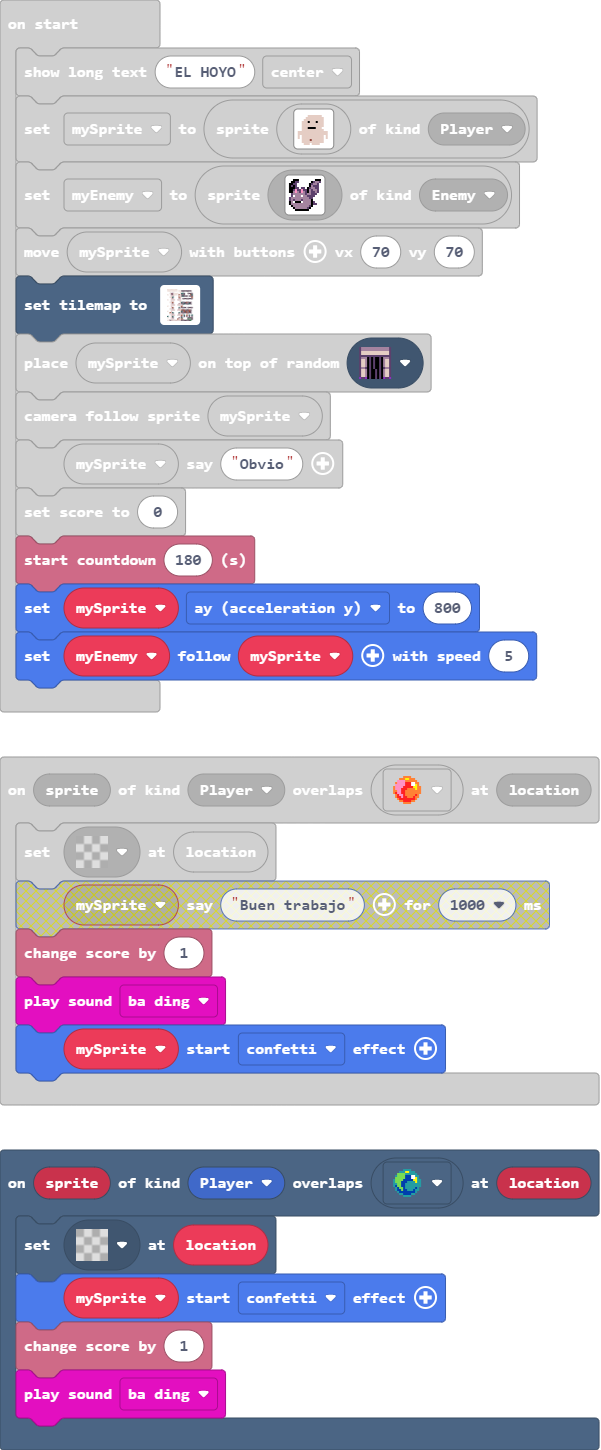 on start
show long text "EL HOYO" center
set mySprite to sprite of kind Player
set myEnemy to sprite of kind Enemy
move mySprite with buttons vx 70 vy 70
set tilemap to
place mySprite on top of random
camera follow sprite mySprite
mySprite say "Obvio"
set score to 0
start countdown 180 (s)
set mySprite ay (acceleration y) to 800
set myEnemy follow mySprite with speed 5
on sprite of kind Player overlaps at location
set at location
mySprite say "Buen trabajo" for 1000 ms
change score by 1
play sound ba ding
mySprite start confetti effect
on sprite of kind Player overlaps at location
set at location
mySprite start confetti effect
change score by 1
play sound ba ding